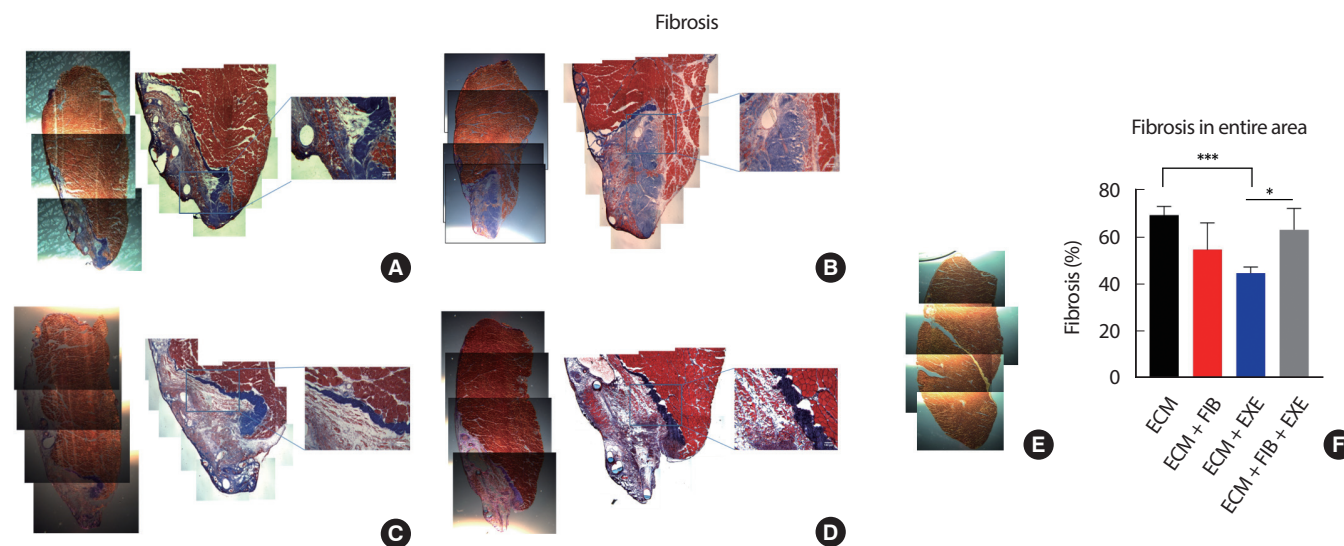 Fibrosis
A
B
C
D
E
Fibrosis in entire area
***
*
80
60
40
20
0
Fibrosis (%)
ECM
ECM + FIB
ECM + EXE
ECM + FIB + EXE
F